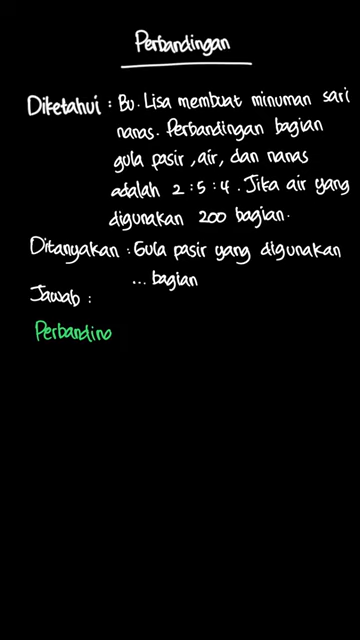 Perbandingan
Diketahui : Bu. Lisa membuat minuman sari
nanas. Perbandingan bagian
gula pasir, air, dan nanas
adalah 2 : 5 : 4. Jika air yang
digunakan 200 bagian.
Ditanyakan : Gula pasir yang digunakan
... bagian
Jawab :
Perbandino